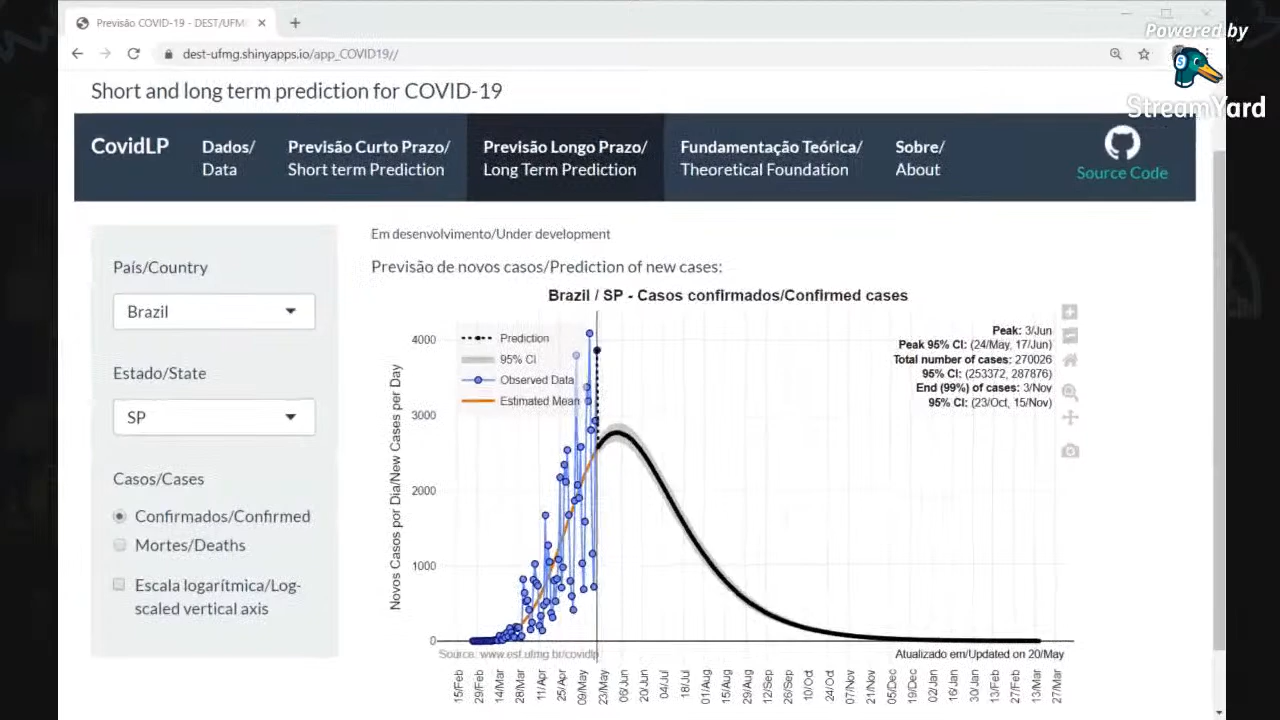 Previsão COVID-19 - DEST/UFM
dest-ufmg.shinyapps.io/app_COVID19//
Powered by
StreamYard
Short and long term prediction for COVID-19
CovidLP
Dados/
Data
Previsão Curto Prazo/
Short term Prediction
Previsão Longo Prazo/
Long Term Prediction
Fundamentação Teórica/
Theoretical Foundation
Sobre/
About
Source Code
País/Country
Brazil
Estado/State
SP
Casos/Cases
Confirmados/Confirmed
Mortes/Deaths
Escala logarítmica/Log-
scaled vertical axis
Em desenvolvimento/Under development
Previsão de novos casos/Prediction of new cases:
Brazil / SP - Casos confirmados/Confirmed cases
Prediction
95% CI
Observed Data
Estimated Mean
Peak: 3/Jun
Peak 95% CI: (24/May, 17/Jun)
Total number of cases: 270026
95% CI: (253372, 287876)
End (99%) of cases: 3/Nov
95% CI: (23/Oct, 15/Nov)
Novos Casos por Dia/New Cases per Day
4000
3000
2000
1000
0
Source: www.est.ufmg.br/covidlp
Atualizado em/Updated on 20/May
15/Feb
29/Feb
14/Mar
28/Mar
11/Apr
25/Apr
09/May
23/May
06/Jun
20/Jun
04/Jul
18/Jul
01/Aug
15/Aug
29/Aug
12/Sep
26/Sep
10/Oct
24/Oct
07/Nov
21/Nov
05/Dec
19/Dec
02/Jan
16/Jan
30/Jan
13/Feb
27/Feb
13/Mar
27/Mar